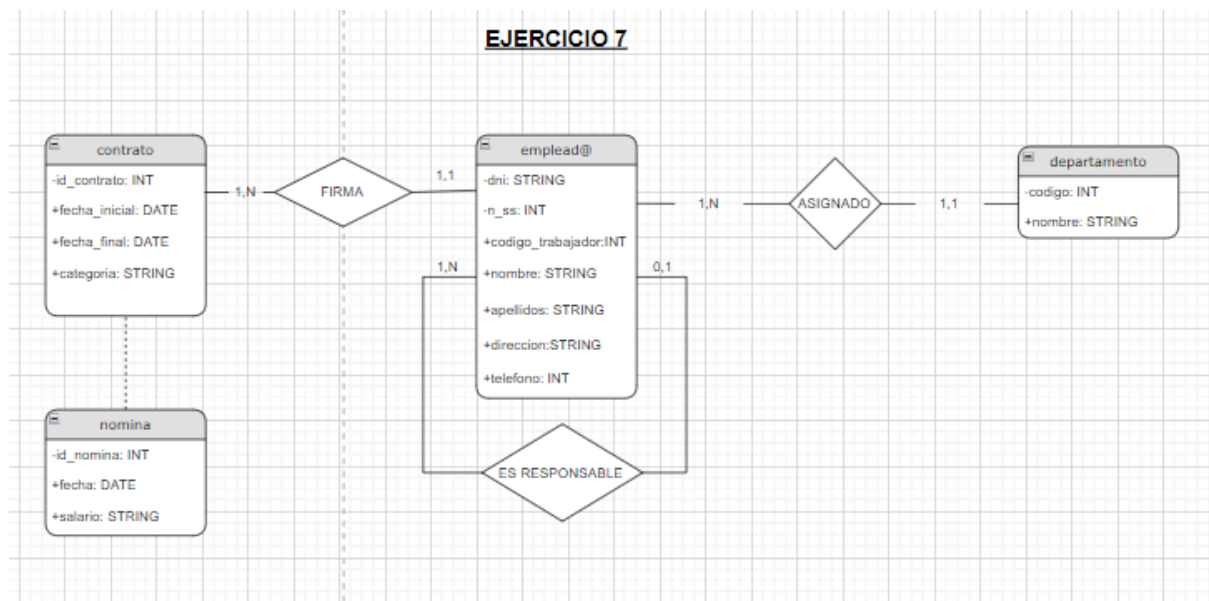 EJERCICIO 7
contrato
-id_contrato: INT
+fecha_inicial: DATE
+fecha_final: DATE
+categoria: STRING
1,N
FIRMA
1,1
emplead@
-dni: STRING
-n_ss: INT
+codigo_trabajador:INT
+nombre: STRING
+apellidos: STRING
+direccion:STRING
+telefono: INT
1,N
ASIGNADO
1,1
departamento
-codigo: INT
+nombre: STRING
1,N
0,1
ES RESPONSABLE
nomina
-id_nomina: INT
+fecha: DATE
+salario: STRING